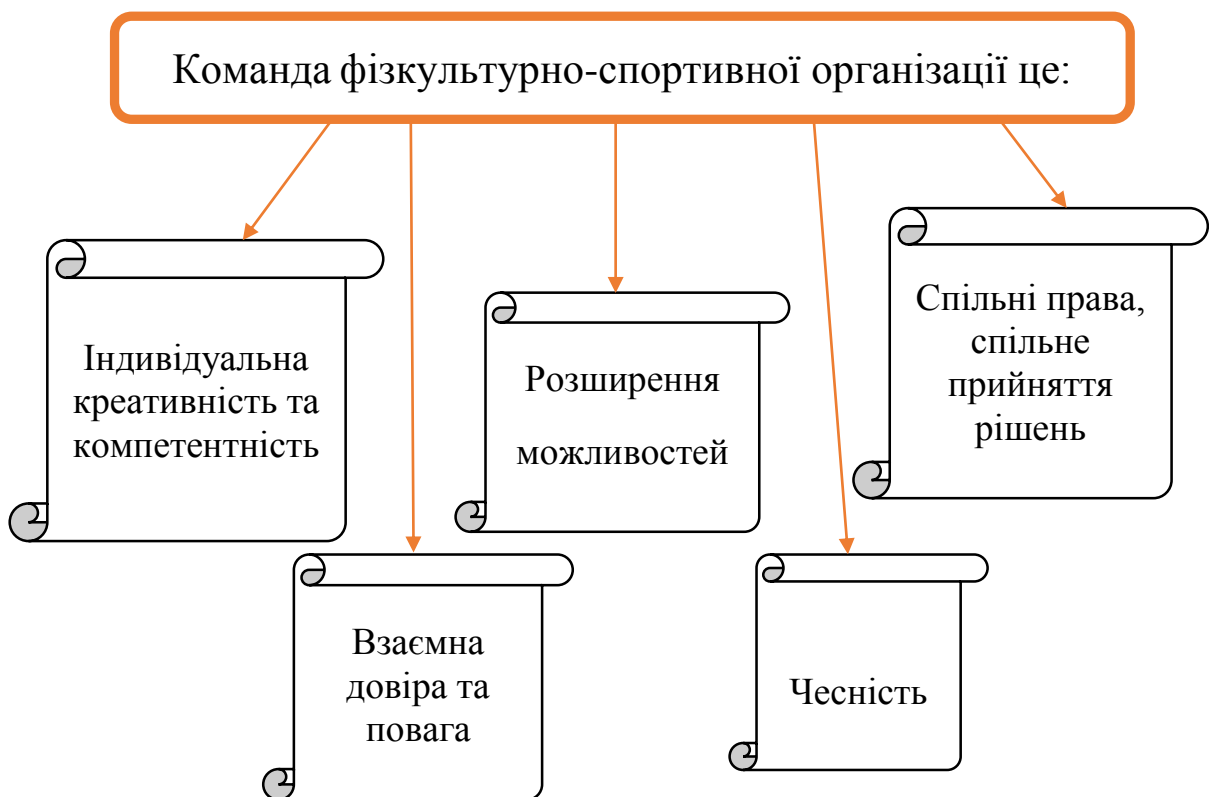 Команда фізкультурно-спортивної організації це:
Індивідуальна
креативність та
компетентність
Взаємна
довіра та
повага
Розширення
можливостей
Чесність
Спільні права,
спільне
прийняття
рішень